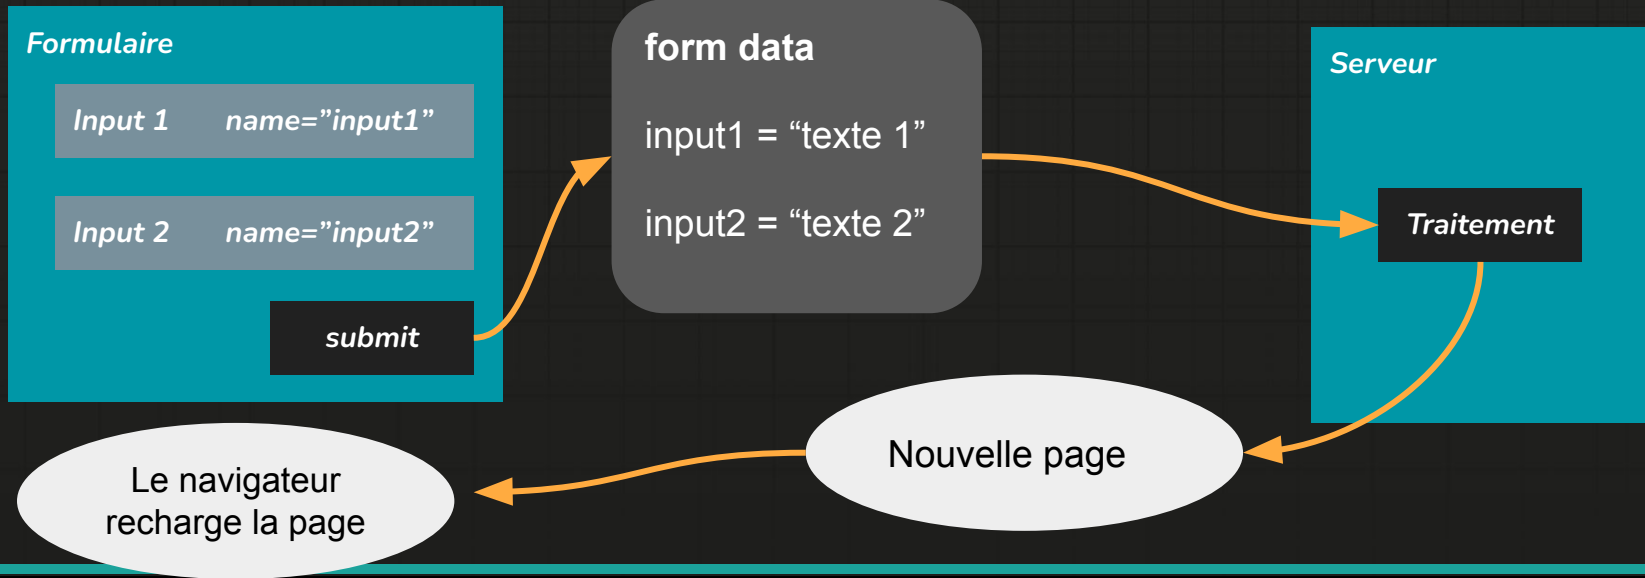 Formulaire
Input 1 name=”input1”
Input 2 name=”input2”
submit
form data
input1 = “texte 1”
input2 = “texte 2”
Serveur
Traitement
Nouvelle page
Le navigateur
recharge la page